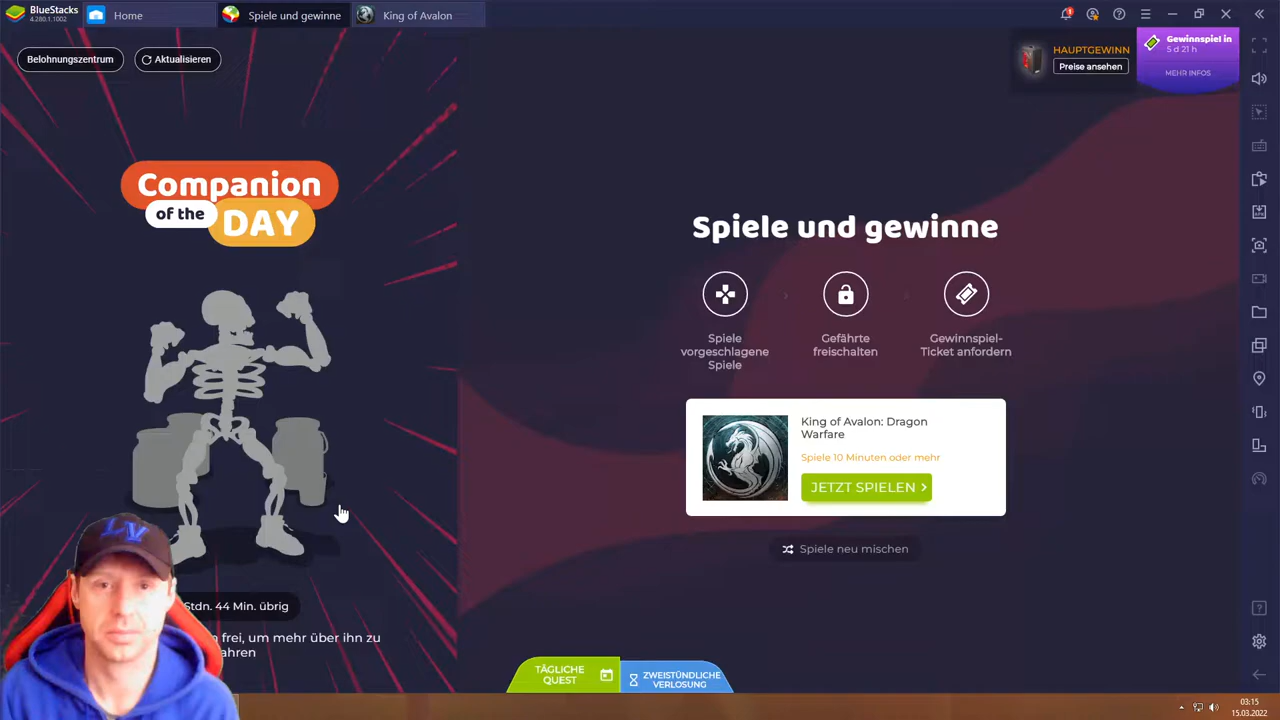 BlueStacks
4.280.1.1002
Home
Spiele und gewinne
King of Avalon
1
Belohnungszentrum
Aktualisieren
HAUPTGEWINN
Preise ansehen
Gewinnspiel in
5 d 21 h
MEHR INFOS
Companion
of the
DAY
Spiele und gewinne
Spiele
vorgeschlagene
Spiele
Gefährte
freischalten
Gewinnspiel-
Ticket anfordern
King of Avalon: Dragon
Warfare
Spiele 10 Minuten oder mehr
JETZT SPIELEN
Spiele neu mischen
LV
Stdn. 44 Min. übrig
frei, um mehr über ihn zu
ahren
TÄGLICHE
QUEST
ZWEISTÜNDLICHE
VERLOSUNG
03:15
15.03.2022